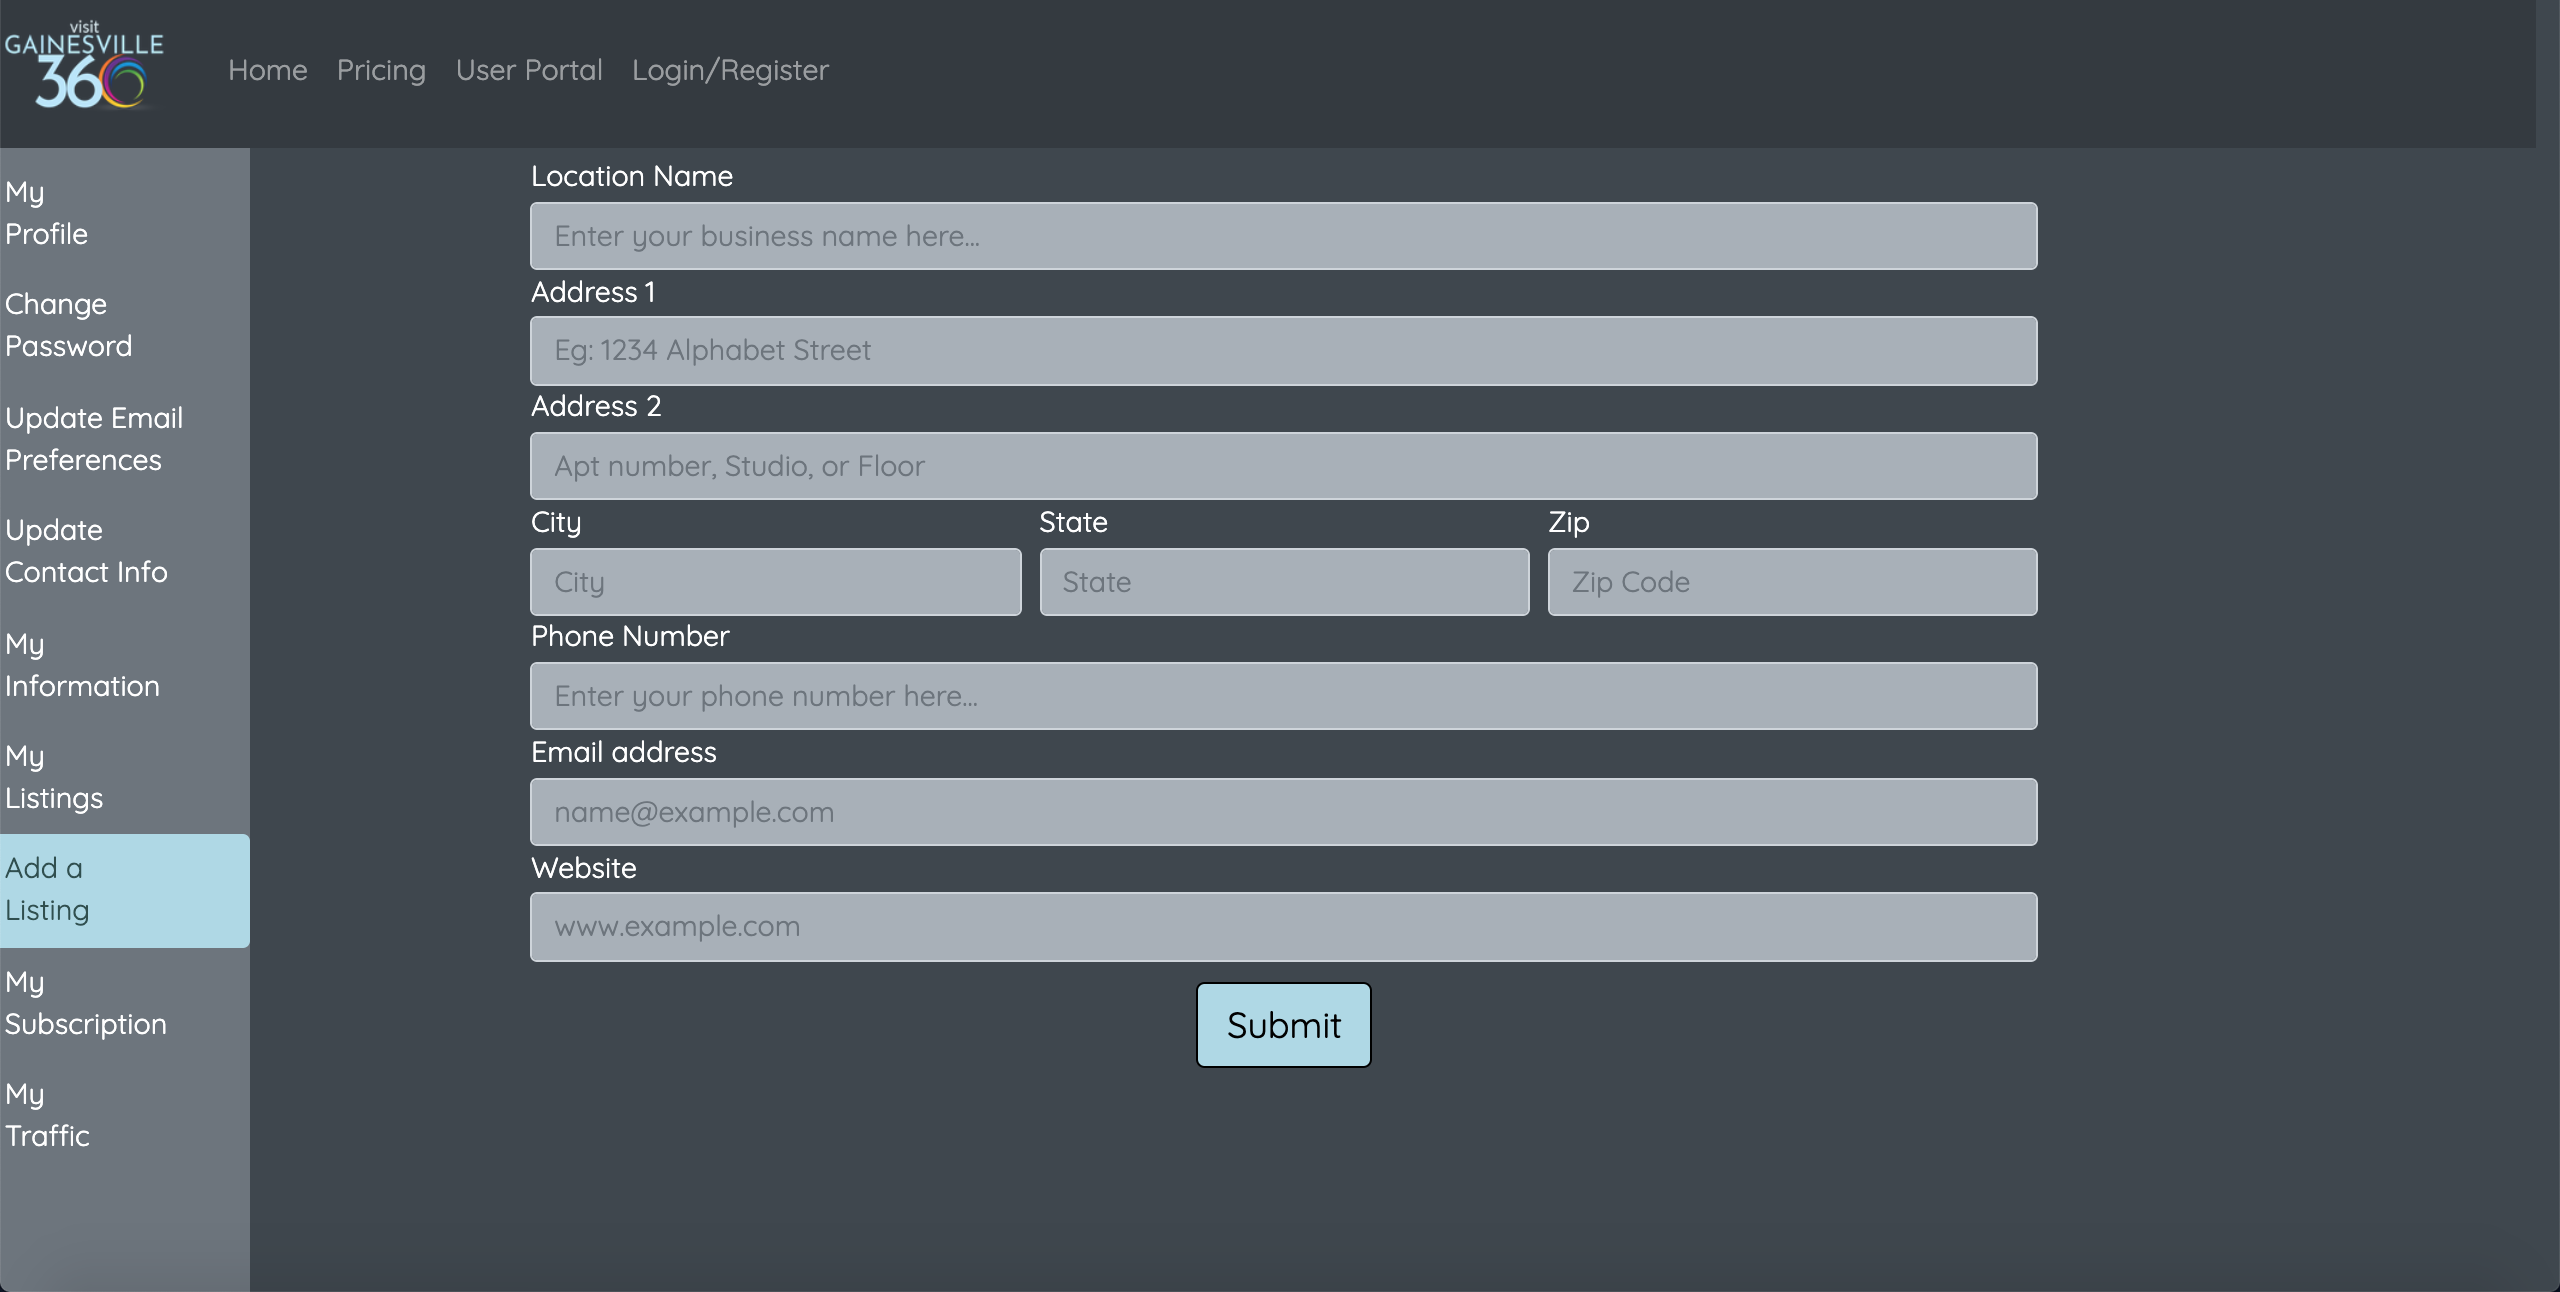 visit
GAINESVILLE
360
Home Pricing User Portal Login/Register
My
Profile
Change
Password
Update Email
Preferences
Update
Contact Info
My
Information
My
Listings
Add a
Listing
My
Subscription
My
Traffic
Location Name
Enter your business name here...
Address 1
Eg: 1234 Alphabet Street
Address 2
Apt number, Studio, or Floor
City State Zip
City State Zip Code
Phone Number
Enter your phone number here...
Email address
name@example.com
Website
www.example.com
Submit